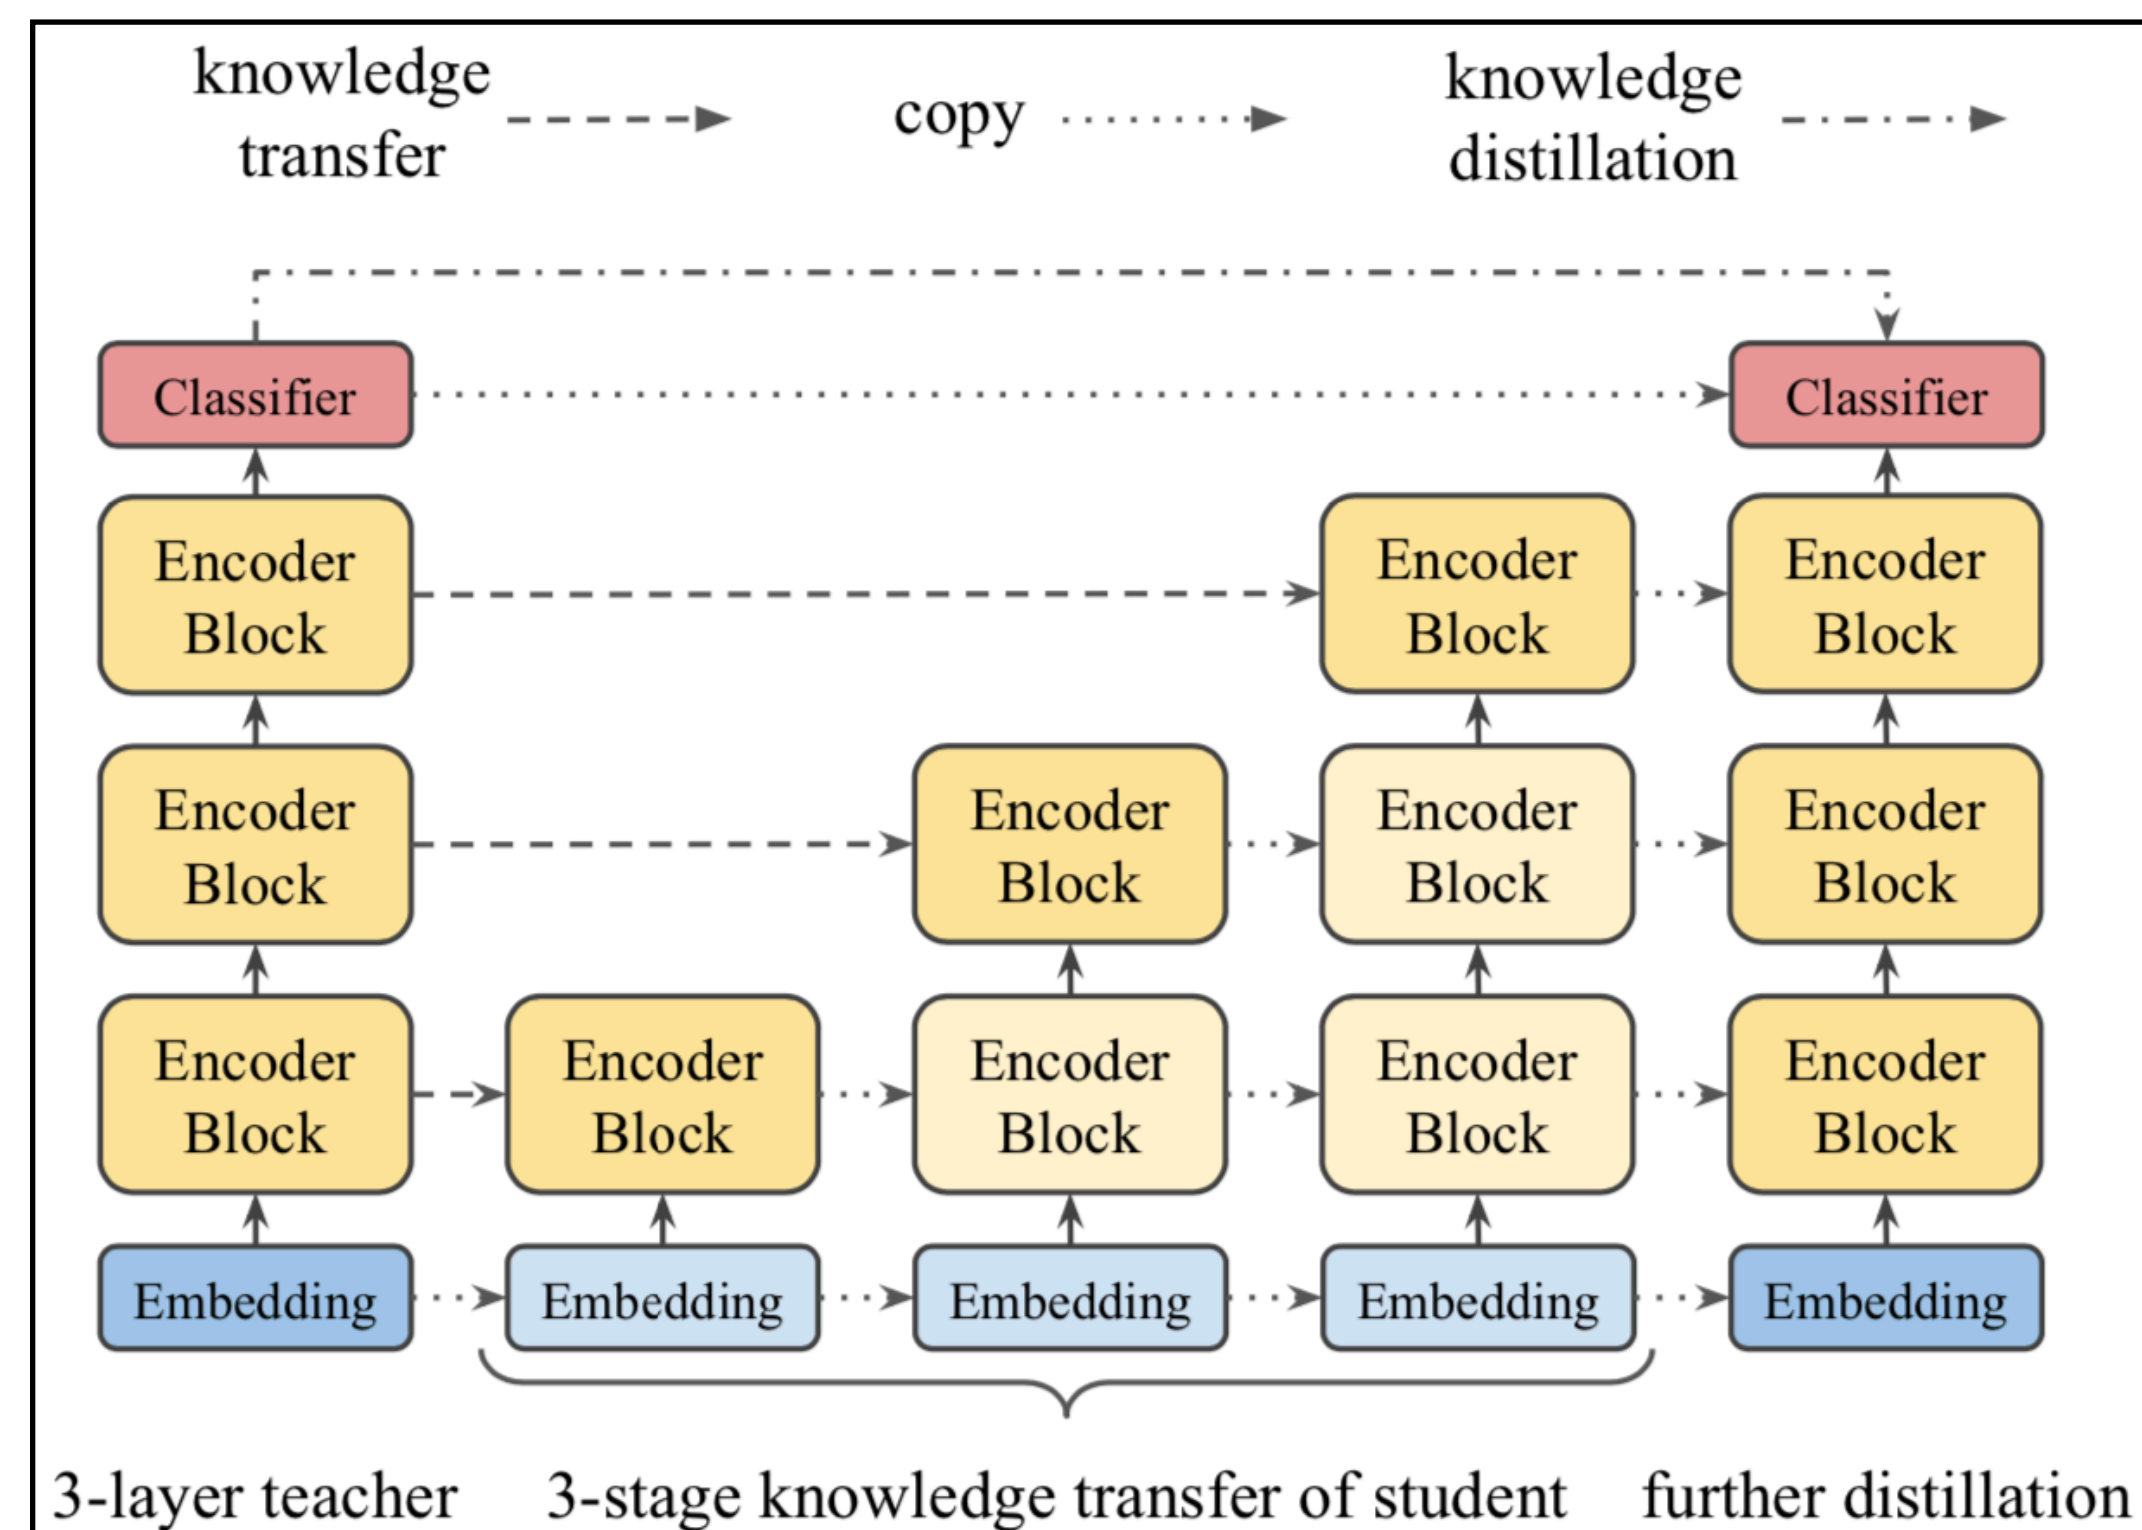 knowledge
transfer
copy
knowledge
distillation
Classifier
Classifier
Encoder
Block
Encoder
Block
Encoder
Block
Encoder
Block
Encoder
Block
Encoder
Block
Encoder
Block
Encoder
Block
Encoder
Block
Encoder
Block
Encoder
Block
Encoder
Block
Embedding
Embedding
Embedding
Embedding
Embedding
3-layer teacher
3-stage knowledge transfer of student
further distillation